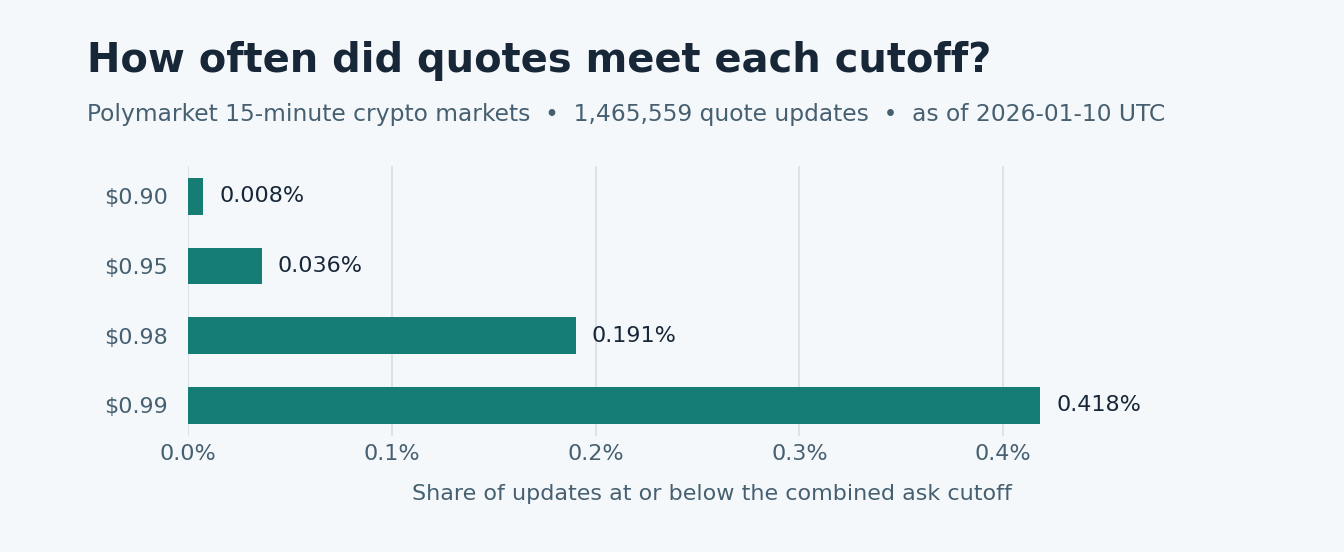 How often did quotes meet each cutoff?
Polymarket 15-minute crypto markets • 1,465,559 quote updates • as of 2026-01-10 UTC
$0.90 0.008%
$0.95 0.036%
$0.98 0.191%
$0.99 0.418%
0.0% 0.1% 0.2% 0.3% 0.4%
Share of updates at or below the combined ask cutoff